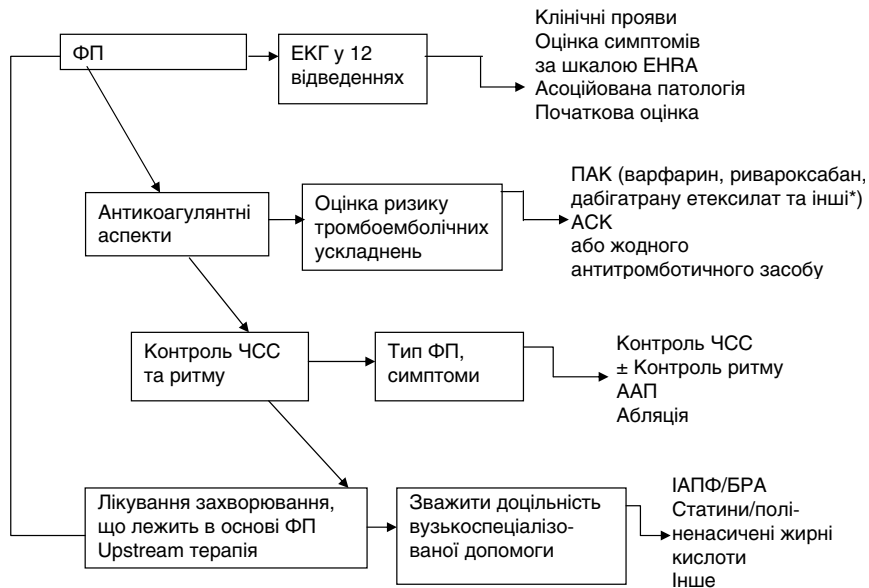 ФП
ЕКГ у 12
відведеннях
Клінічні прояви
Оцінка симптомів
за шкалою EHRA
Асоційована патологія
Початкова оцінка
Антикоагулянтні
аспекти
Оцінка ризику
тромбоемболічних
ускладнень
ПАК (варфарин, ривароксабан,
дабігатрану етексилат та інші*)
АСК
або жодного
антитромботичного засобу
Контроль ЧСС
та ритму
Тип ФП,
симптоми
Контроль ЧСС
± Контроль ритму
ААП
Абляція
Лікування захворювання,
що лежить в основі ФП
Upstream терапія
Зважити доцільність
вузькоспеціалізо-
ваної допомоги
ІАПФ/БРА
Статини/полі-
ненасичені жирні
кислоти
Інше